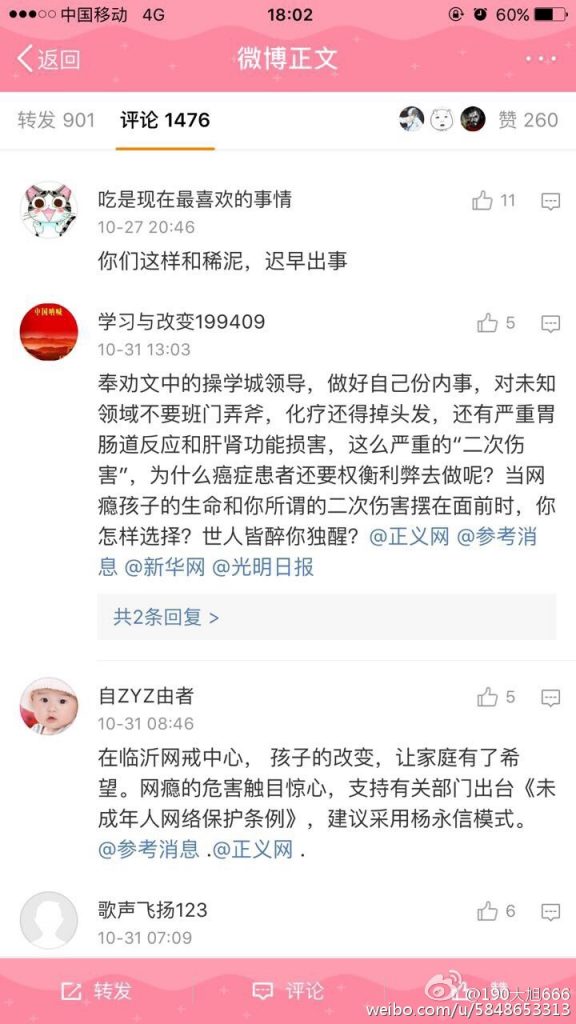 中国移动 4G 18:02 60%
返回 微博正文
转发 901 评论 1476 赞 260
吃是现在最喜欢的事情 11
10-27 20:46
你们这样和稀泥，迟早出事
中国呐喊
学习与改变199409 5
10-31 13:03
奉劝文中的操学城领导，做好自己份内事，对未知
领域不要班门弄斧，化疗还得掉头发，还有严重胃
肠道反应和肝肾功能损害，这么严重的“二次伤
害”，为什么癌症患者还要权衡利弊去做呢？当网
瘾孩子的生命和你所谓的二次伤害摆在面前时，你
怎样选择？世人皆醉你独醒？@正义网 @参考消
息 @新华网 @光明日报
共2条回复 >
自ZYZ由者 5
10-31 08:46
在临沂网戒中心， 孩子的改变，让家庭有了希
望。网瘾的危害触目惊心，支持有关部门出台《未
成年人网络保护条例》，建议采用杨永信模式。
@参考消息 .@正义网 .
歌声飞扬123 6
10-31 07:09
转发 评论 赞
@190大旭666
weibo.com/u/5848653313